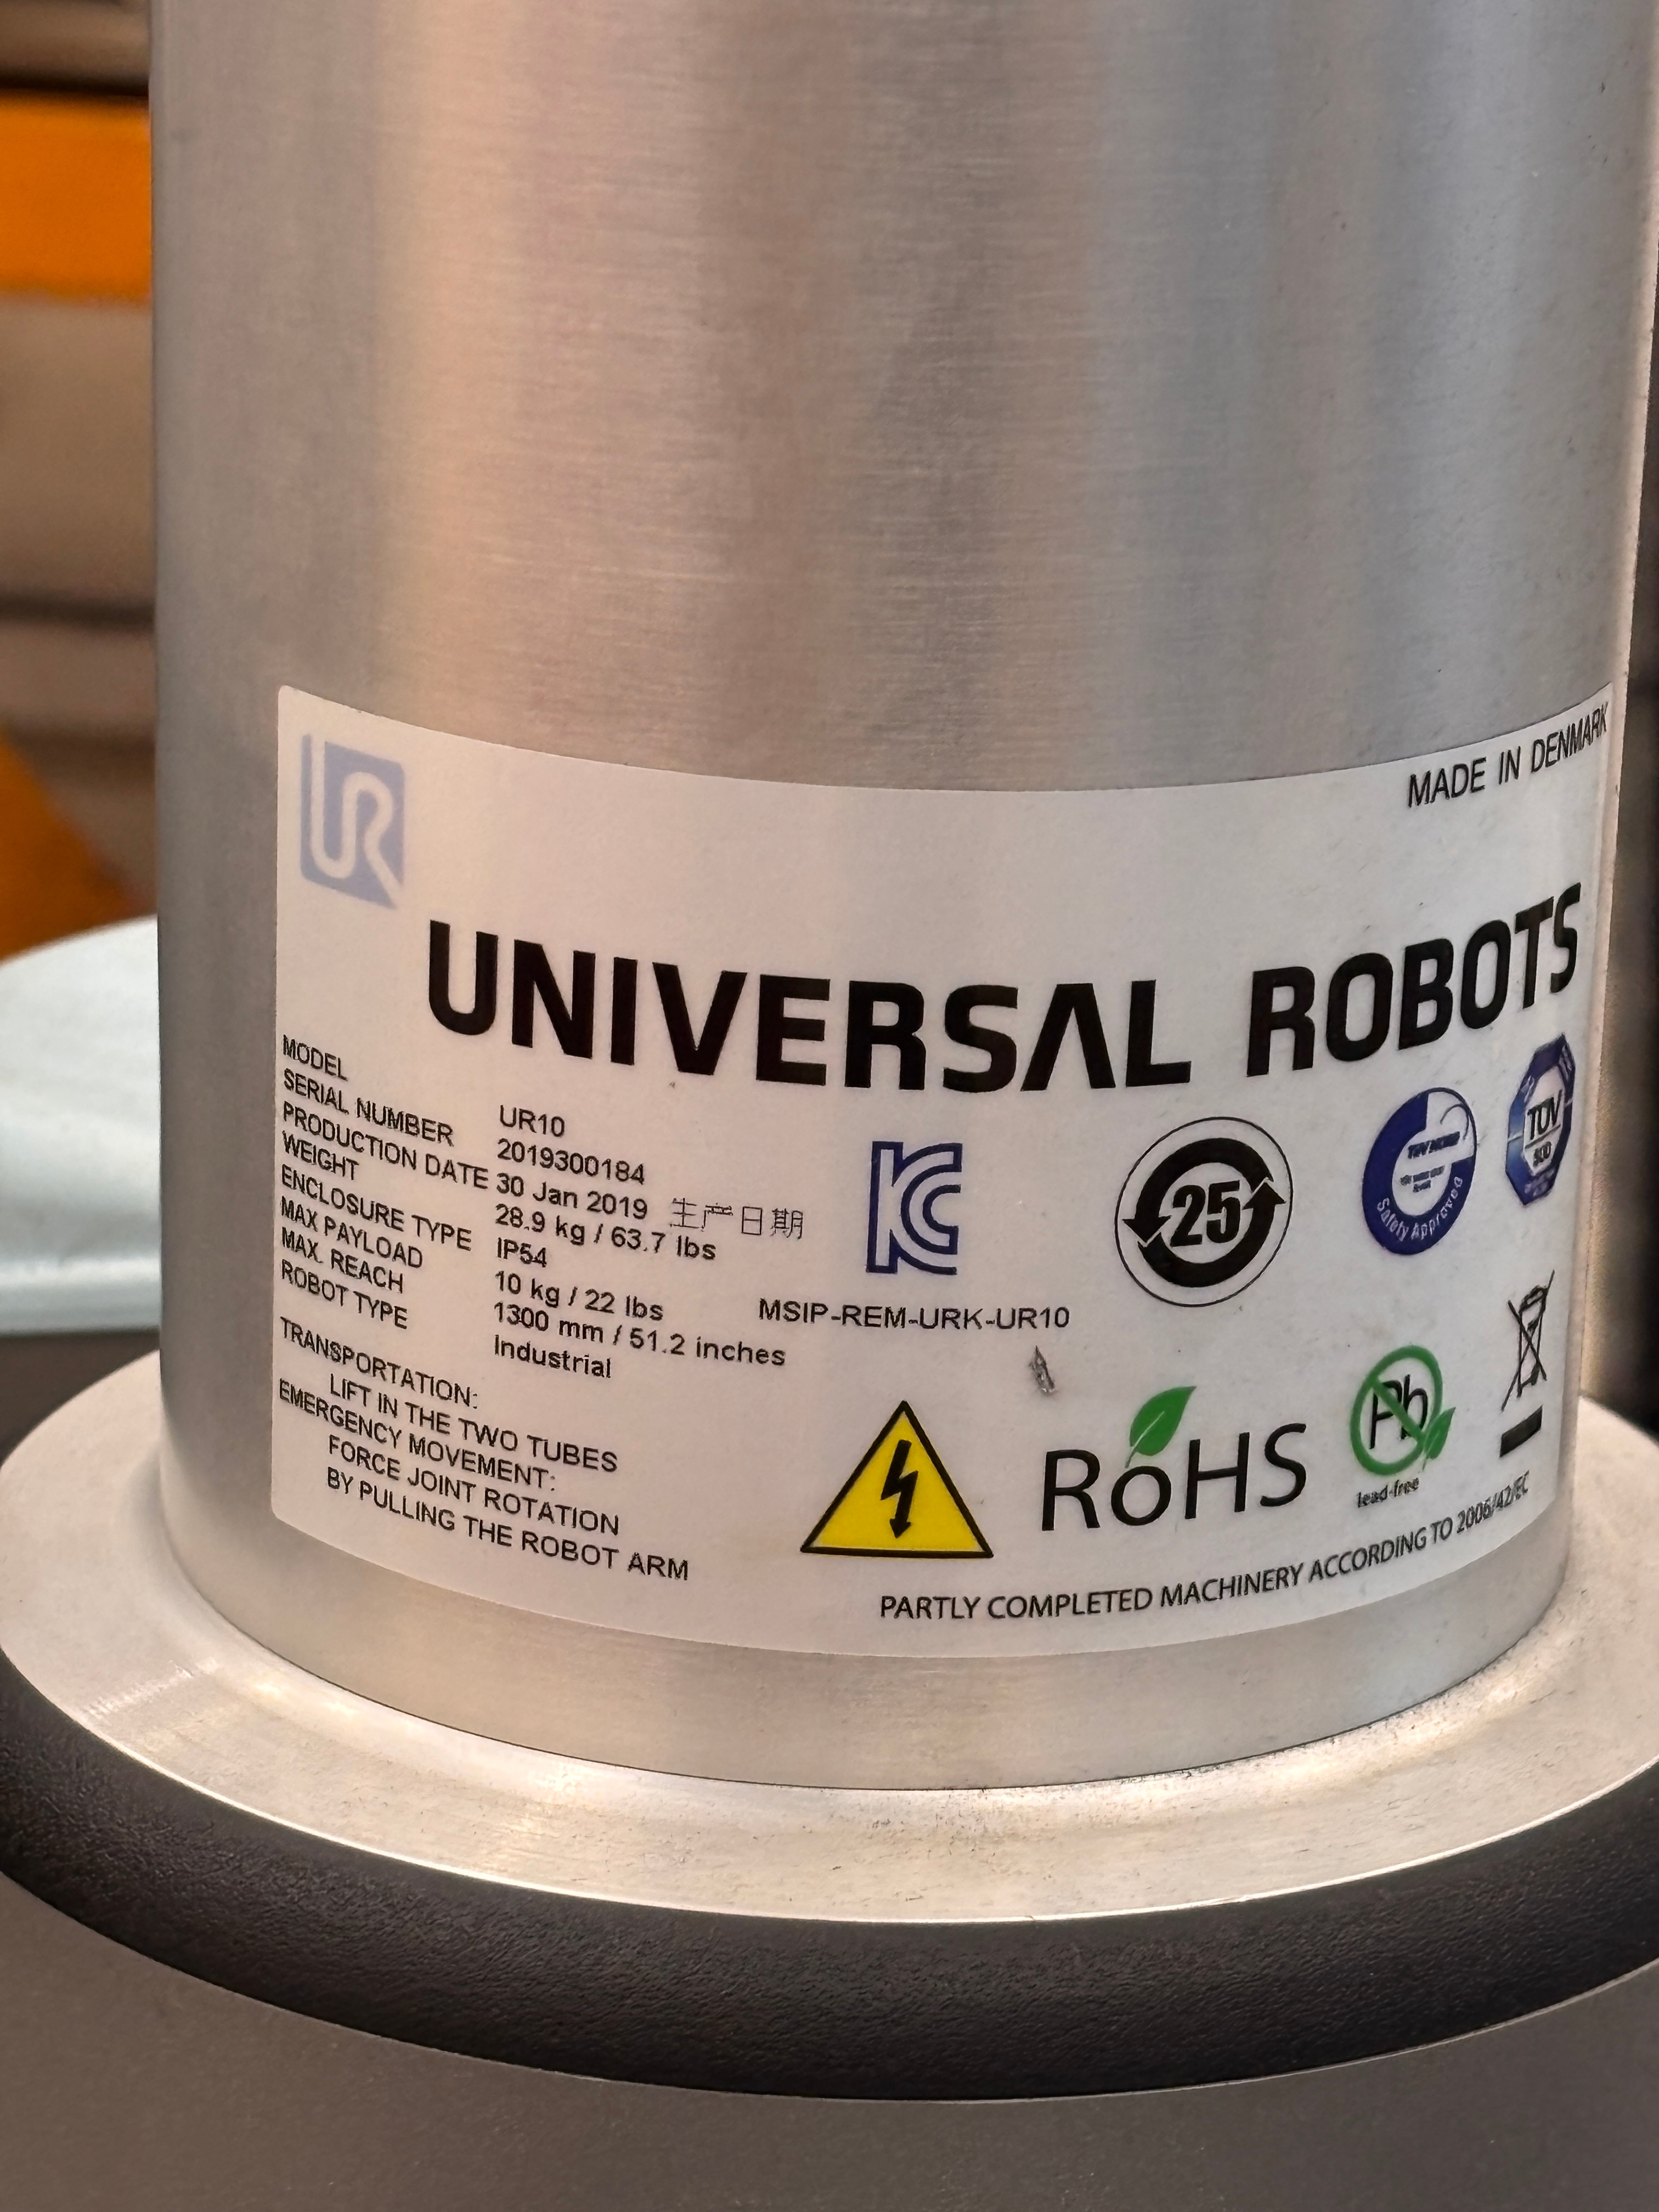 UR
MADE IN DENMARK
UNIVERSAL ROBOTS
MODEL UR10
SERIAL NUMBER 2019300184
PRODUCTION DATE 30 Jan 2019 生产日期
WEIGHT 28.9 kg / 63.7 lbs
ENCLOSURE TYPE IP54
MAX PAYLOAD 10 kg / 22 lbs
MAX. REACH 1300 mm / 51.2 inches
ROBOT TYPE Industrial
TRANSPORTATION:
LIFT IN THE TWO TUBES
EMERGENCY MOVEMENT:
FORCE JOINT ROTATION
BY PULLING THE ROBOT ARM
KC
MSIP-REM-URK-UR10
25
TÜV NORD
Safety Approved
TÜV
SÜD
RoHS
Pb
lead-free
PARTLY COMPLETED MACHINERY ACCORDING TO 2006/42/EC